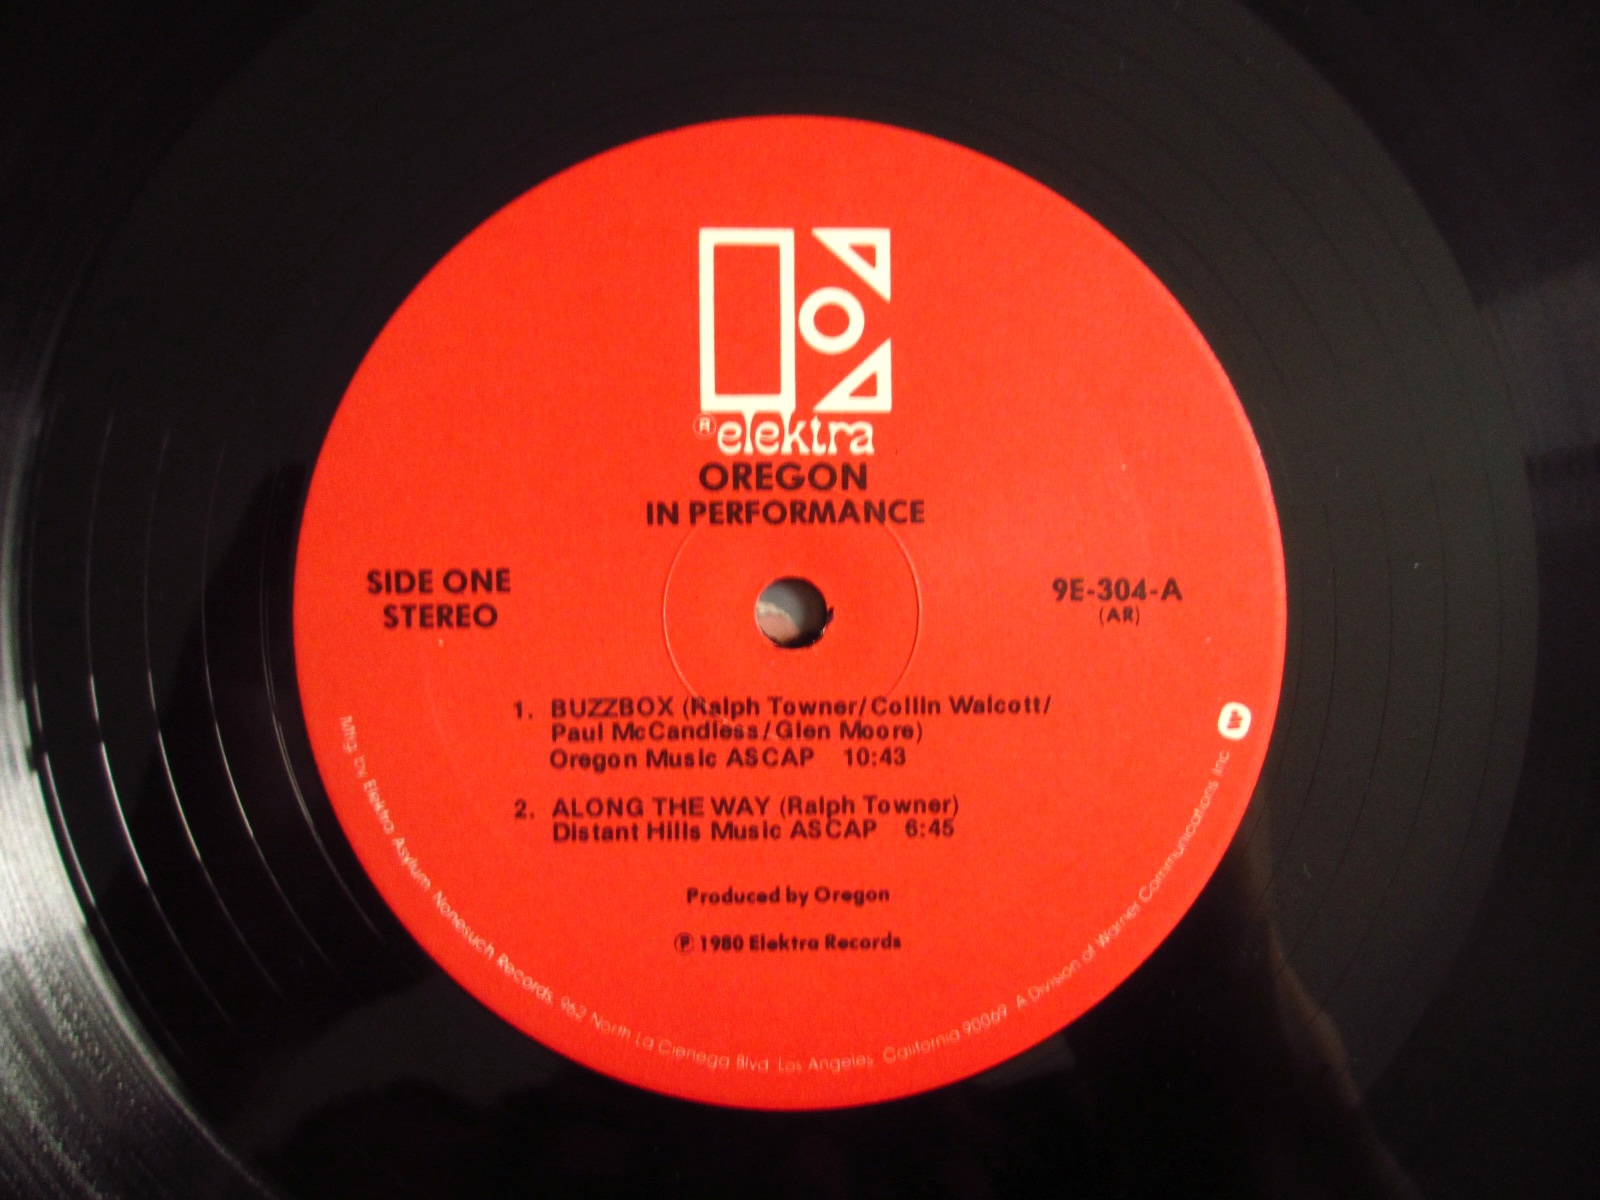 ® elektra
OREGON
IN PERFORMANCE
SIDE ONE
STEREO
9E-304-A
(AR)
1. BUZZBOX (Ralph Towner/Collin Walcott/
Paul McCandless/Glen Moore)
Oregon Music ASCAP 10:43
2. ALONG THE WAY (Ralph Towner)
Distant Hills Music ASCAP 6:45
Produced by Oregon
℗ 1980 Elektra Records
Mfg. by Elektra Asylum Nonesuch Records, 962 North La Cienega Blvd. Los Angeles, California 90069 A Division of Warner Communications Inc.